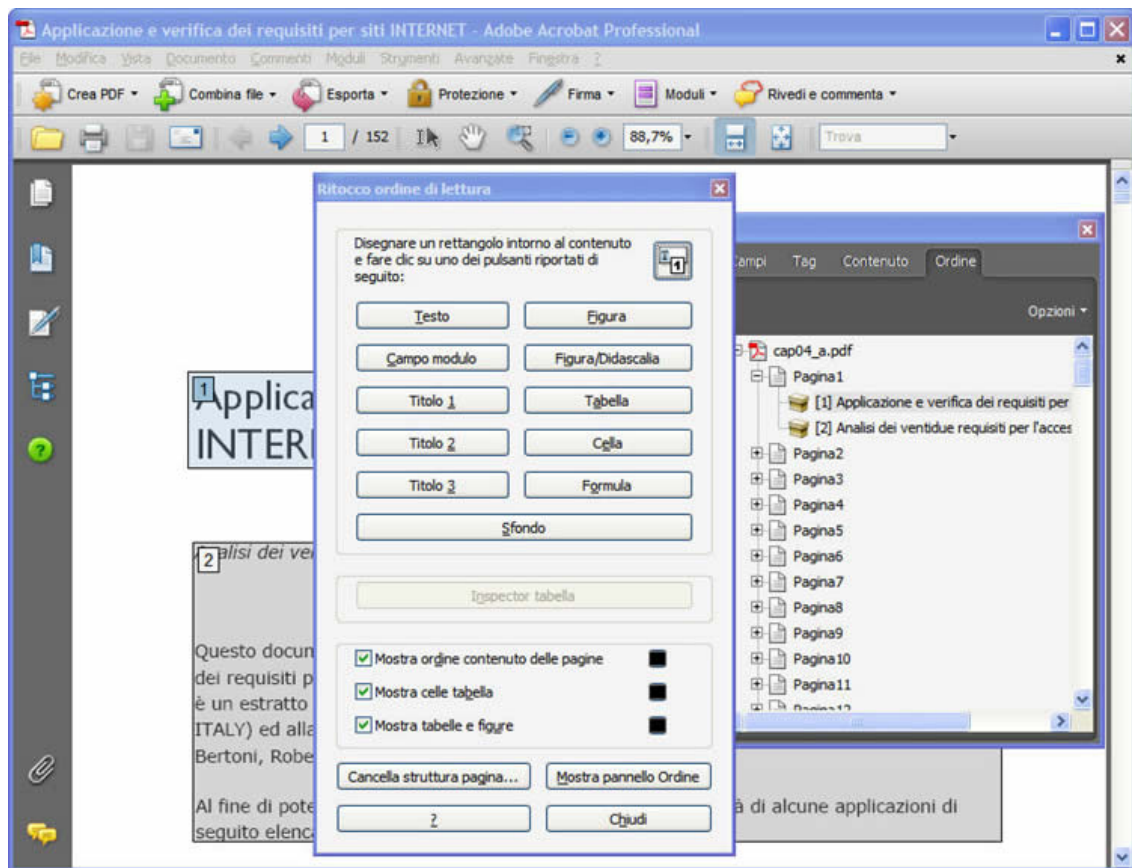 Applicazione e verifica dei requisiti per siti INTERNET - Adobe Acrobat Professional
File Modifica Vista Documento Commenti Moduli Strumenti Avanzate Finestra ?
Crea PDF Combina file Esporta Protezione Firma Moduli Rivedi e commenta
1 / 152 88,7% Trova
Applica
INTER
1
2
alisi dei ve
Questo docum
dei requisiti p
è un estratto
ITALY) ed alla
Bertoni, Robe
Al fine di pote
à di alcune applicazioni di
seguito elenca
Ritocco ordine di lettura
Disegnare un rettangolo intorno al contenuto
e fare clic su uno dei pulsanti riportati di
seguito:
Testo Figura
Campo modulo Figura/Didascalia
Titolo 1 Tabella
Titolo 2 Cella
Titolo 3 Formula
Sfondo
Inspector tabella
Mostra ordine contenuto delle pagine
Mostra celle tabella
Mostra tabelle e figure
Cancella struttura pagina... Mostra pannello Ordine
? Chiudi
Campi Tag Contenuto Ordine
Opzioni
cap04_a.pdf
Pagina1
[1] Applicazione e verifica dei requisiti per
[2] Analisi dei ventidue requisiti per l'acces
Pagina2
Pagina3
Pagina4
Pagina5
Pagina6
Pagina7
Pagina8
Pagina9
Pagina10
Pagina11
Pagina12